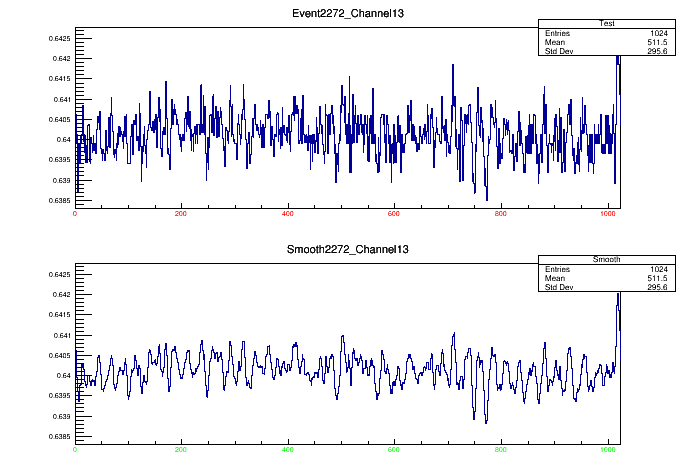 Event2272_Channel13
Test
Entries 1024
Mean 511.5
Std Dev 295.6
0.6425
0.642
0.6415
0.641
0.6405
0.64
0.6395
0.639
0.6385
0 200 400 600 800 1000
Smooth2272_Channel13
Smooth
Entries 1024
Mean 511.5
Std Dev 295.6
0.6425
0.642
0.6415
0.641
0.6405
0.64
0.6395
0.639
0.6385
0 200 400 600 800 1000